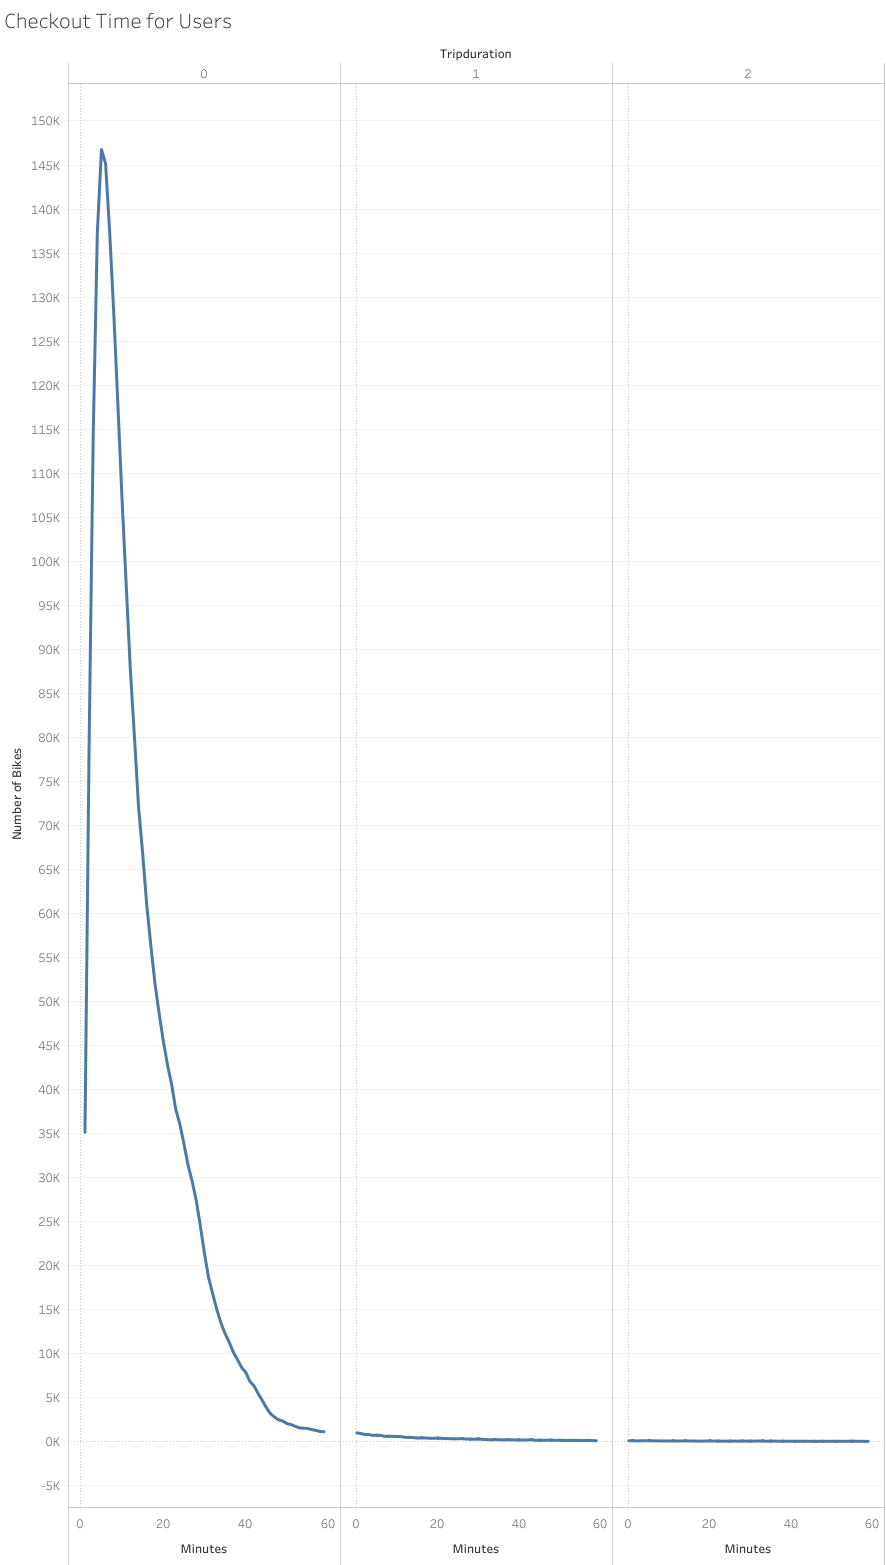 Checkout Time for Users
Tripduration
0 1 2
150K
145K
140K
135K
130K
125K
120K
115K
110K
105K
100K
95K
90K
85K
80K
75K
70K
65K
60K
55K
50K
45K
40K
35K
30K
25K
20K
15K
10K
5K
0K
-5K
Number of Bikes
0 20 40 60 0 20 40 60 0 20 40 60
Minutes Minutes Minutes